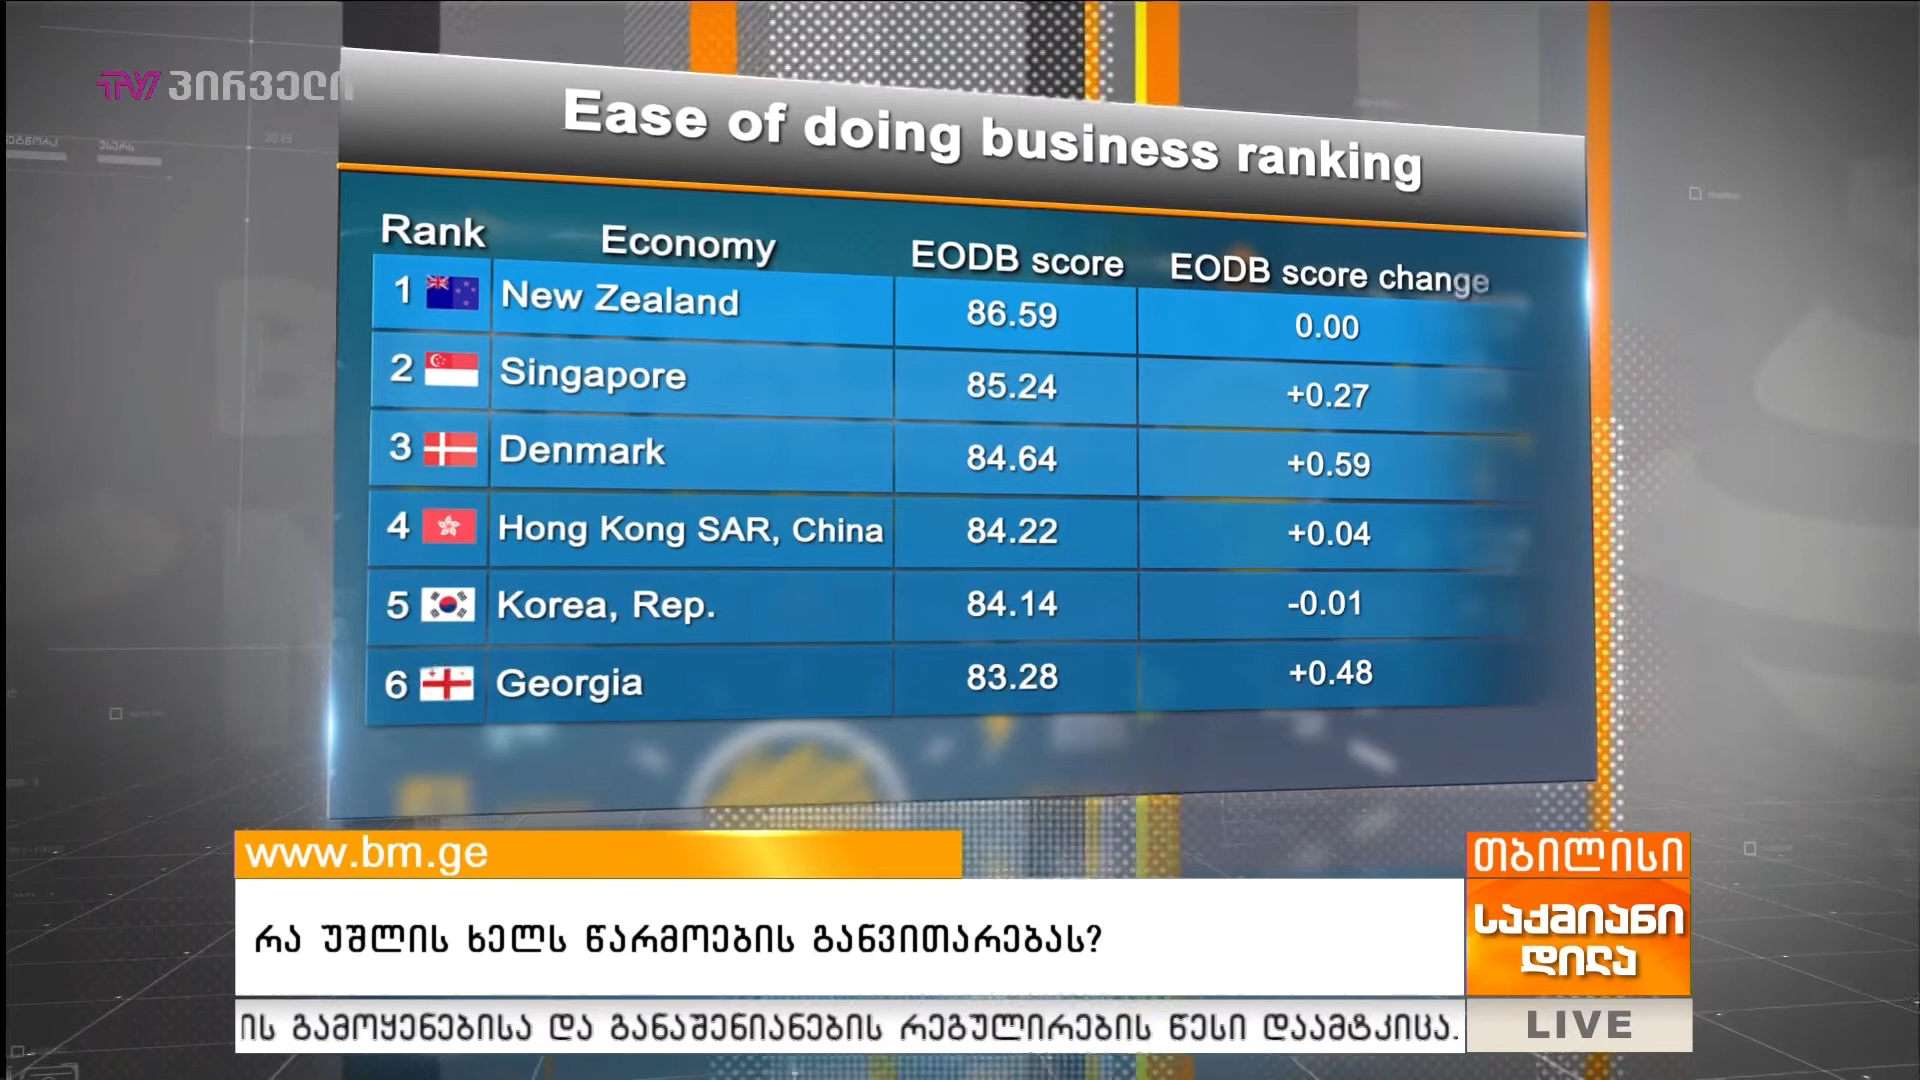 TV პირველი
უსერს
2015
Ease of doing business ranking
Rank Economy EODB score EODB score change
1 New Zealand 86.59 0.00
2 Singapore 85.24 +0.27
3 Denmark 84.64 +0.59
4 Hong Kong SAR, China 84.22 +0.04
5 Korea, Rep. 84.14 -0.01
6 Georgia 83.28 +0.48
www.bm.ge
თბილისი
რა უშლის ხელს წარმოების განვითარებას?
საქმიანი
დილა
ის გამოყენებისა და განაშენიანების რეგულირების წესი დაამტკიცა.
LIVE